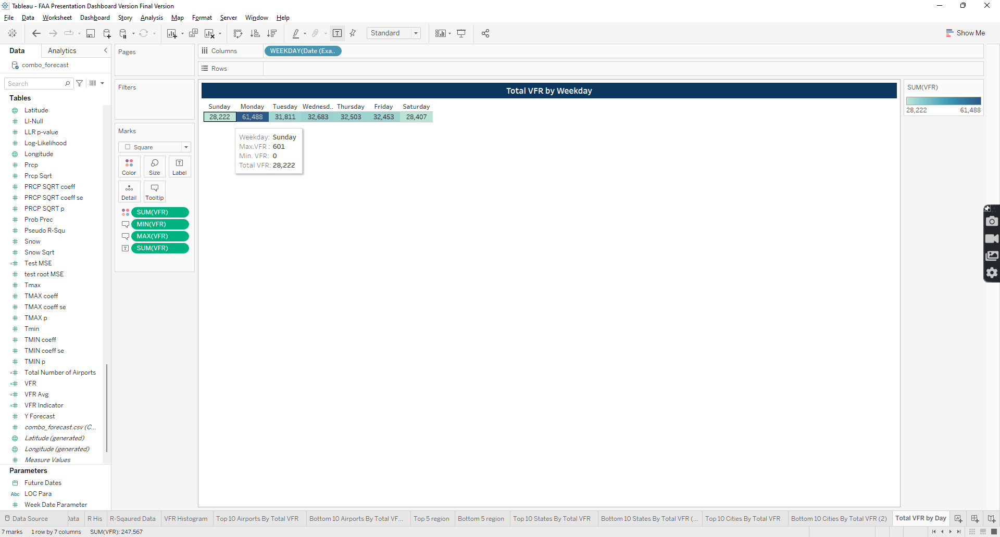 Tableau - FAA Presentation Dashboard Version Final Version
File Data Worksheet Dashboard Story Analysis Map Format Server Window Help
Standard
Show Me
Data Analytics
combo_forecast
Search
Tables
Latitude
Ll-Null
LLR p-value
Log-Likelihood
Longitude
Prcp
Prcp Sqrt
PRCP SQRT coeff
PRCP SQRT coeff se
PRCP SQRT p
Prob Prec
Pseudo R-Squ
Snow
Snow Sqrt
Test MSE
test root MSE
Tmax
TMAX coeff
TMAX coeff se
TMAX p
Tmin
TMIN coeff
TMIN coeff se
TMIN p
Total Number of Airports
VFR
VFR Avg
VFR Indicator
Y Forecast
combo_forecast.csv (C...
Latitude (generated)
Longitude (generated)
Measure Values
Parameters
Future Dates
Abc LOC Para
Week Date Parameter
Pages
Filters
Marks
Square
Color Size Label
Detail Tooltip
SUM(VFR)
MIN(VFR)
MAX(VFR)
SUM(VFR)
Columns WEEKDAY(Date (Exa..
Rows
Total VFR by Weekday
Sunday Monday Tuesday Wednesd.. Thursday Friday Saturday
28,222 61,488 31,811 32,683 32,503 32,453 28,407
Weekday: Sunday
Max.VFR : 601
Min. VFR: 0
Total VFR: 28,222
SUM(VFR)
28,222 61,488
Data Source Data R His R-Sqaured Data VFR Histogram Top 10 Airports By Total VFR Bottom 10 Airports By Total VF... Top 5 region Bottom 5 region Top 10 States By Total VFR Bottom 10 States By Total VFR (... Top 10 Cities By Total VFR Bottom 10 Cities By Total VFR (2) Total VFR by Day
7 marks 1 row by 7 columns SUM(VFR): 247,567